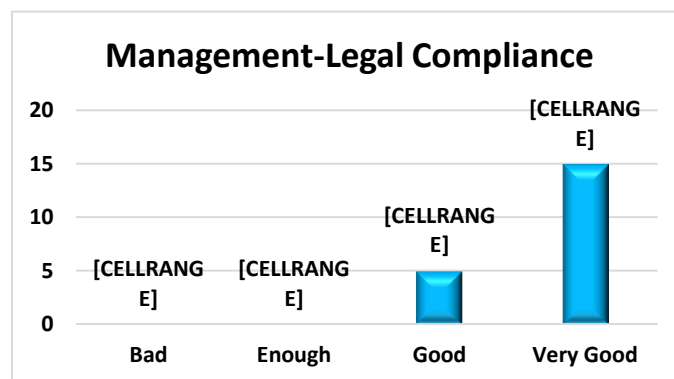 Management-Legal Compliance
20
15
10
5
0
[CELLRANG
E]
[CELLRANG
E]
[CELLRANG
E]
[CELLRANG
E]
Bad
Enough
Good
Very Good